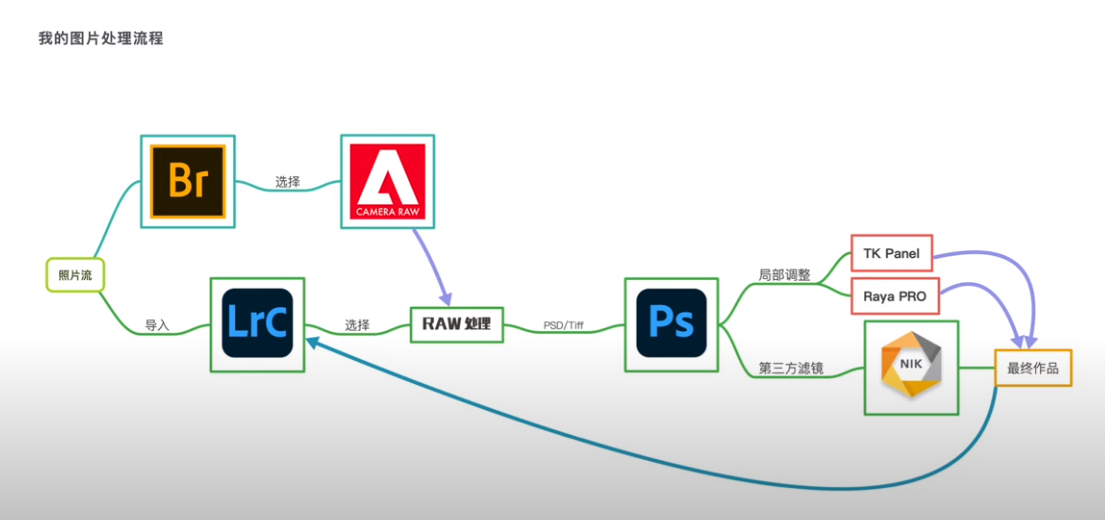 我的图片处理流程
Br
选择
CAMERA RAW
照片流
导入
LrC
选择
RAW 处理
PSD/Tiff
Ps
局部调整
TK Panel
Raya PRO
第三方滤镜
NIK
最终作品